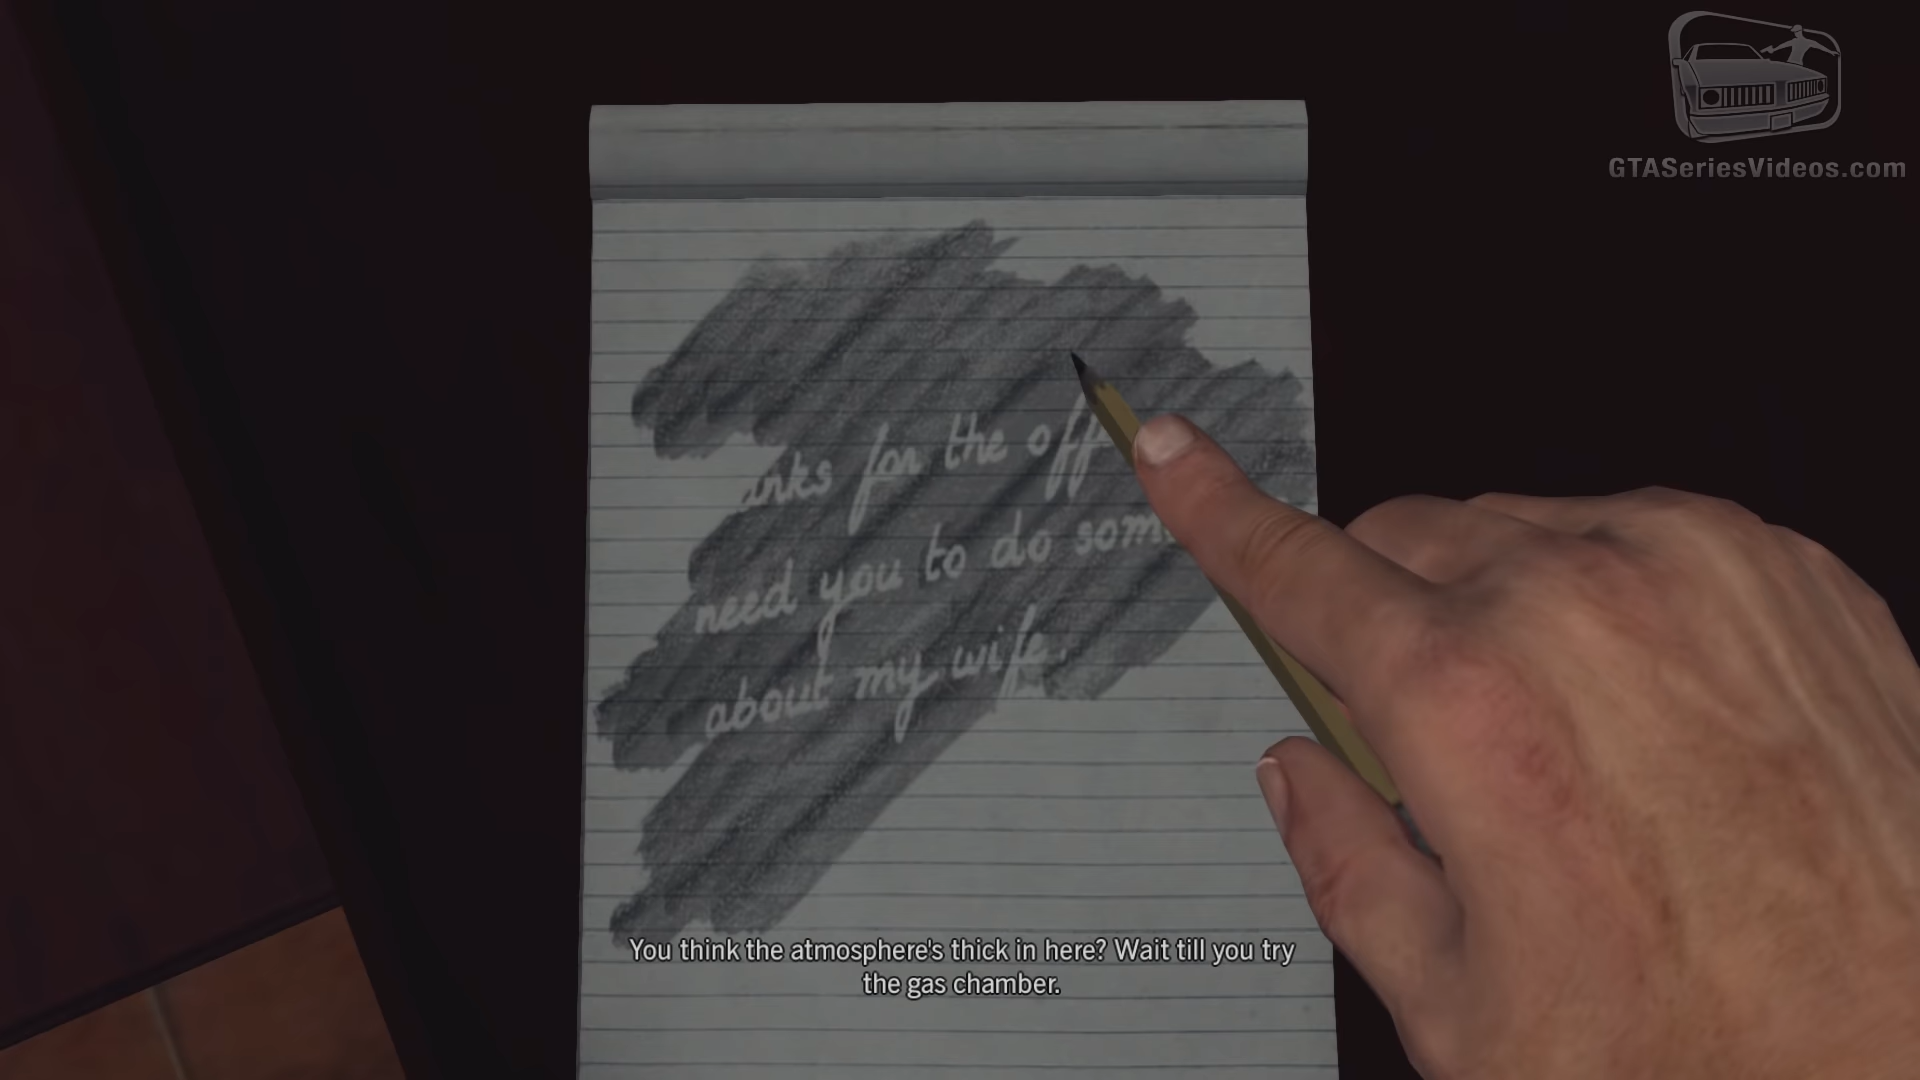 GTASeriesVideos.com
anks for the off
need you to do som
about my wife.
You think the atmosphere's thick in here? Wait till you try
the gas chamber.